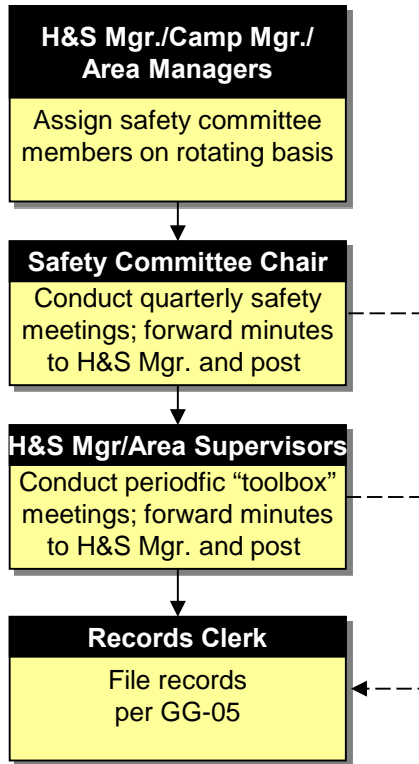 H&S Mgr./Camp Mgr./
Area Managers
Assign safety committee
members on rotating basis
Safety Committee Chair
Conduct quarterly safety
meetings; forward minutes
to H&S Mgr. and post
H&S Mgr/Area Supervisors
Conduct periodfic “toolbox”
meetings; forward minutes
to H&S Mgr. and post
Records Clerk
File records
per GG-05